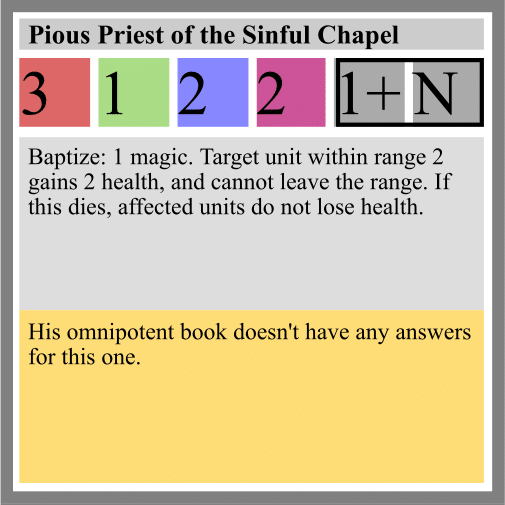 Pious Priest of the Sinful Chapel
3 1 2 2 1+ N
Baptize: 1 magic. Target unit within range 2
gains 2 health, and cannot leave the range. If
this dies, affected units do not lose health.
His omnipotent book doesn't have any answers
for this one.